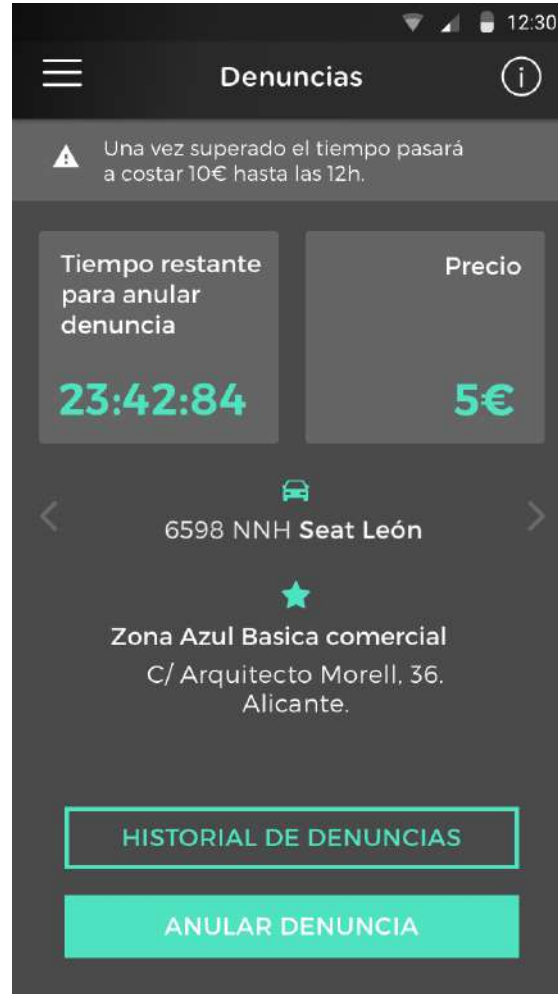 12:30
Denuncias
i
Una vez superado el tiempo pasará
a costar 10€ hasta las 12h.
Tiempo restante
para anular
denuncia
23:42:84
Precio
5€
6598 NNH Seat León
Zona Azul Basica comercial
C/ Arquitecto Morell, 36.
Alicante.
HISTORIAL DE DENUNCIAS
ANULAR DENUNCIA